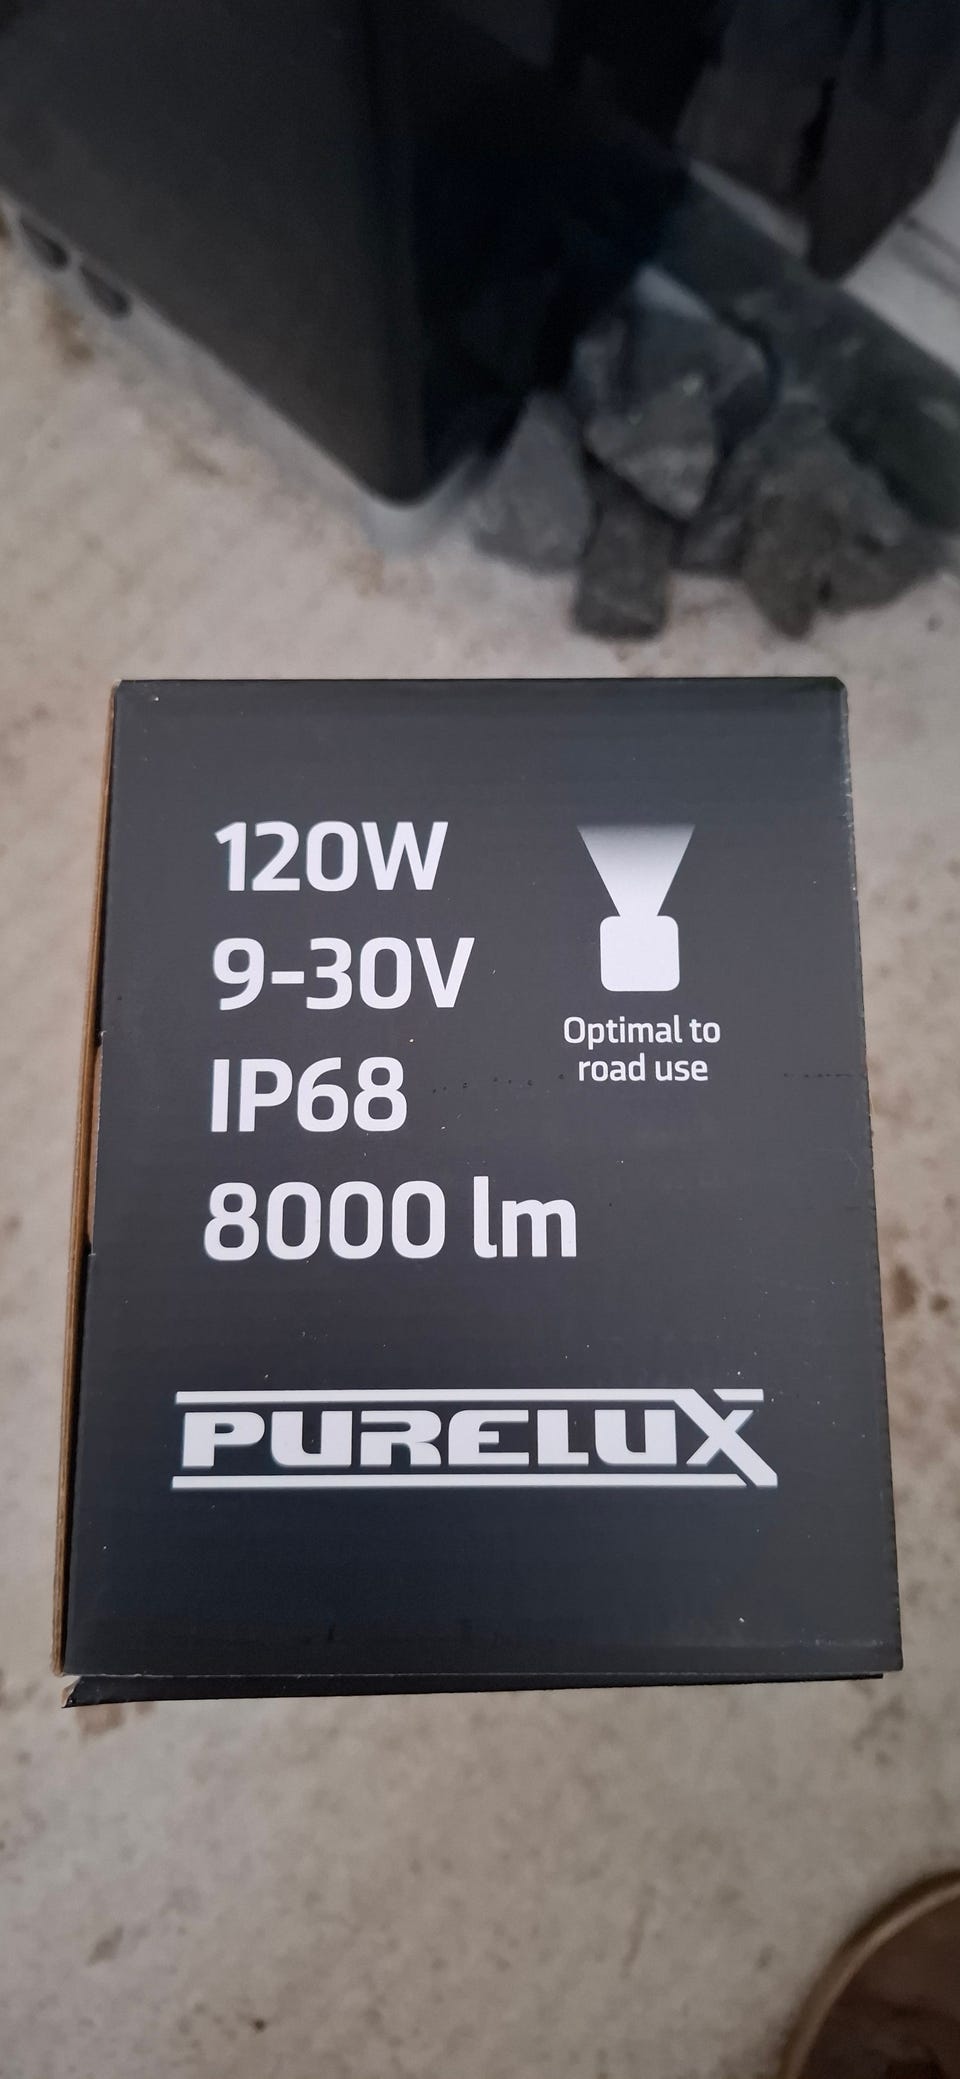 120W
9-30V
IP68
8000 lm
Optimal to
road use
PURELUX